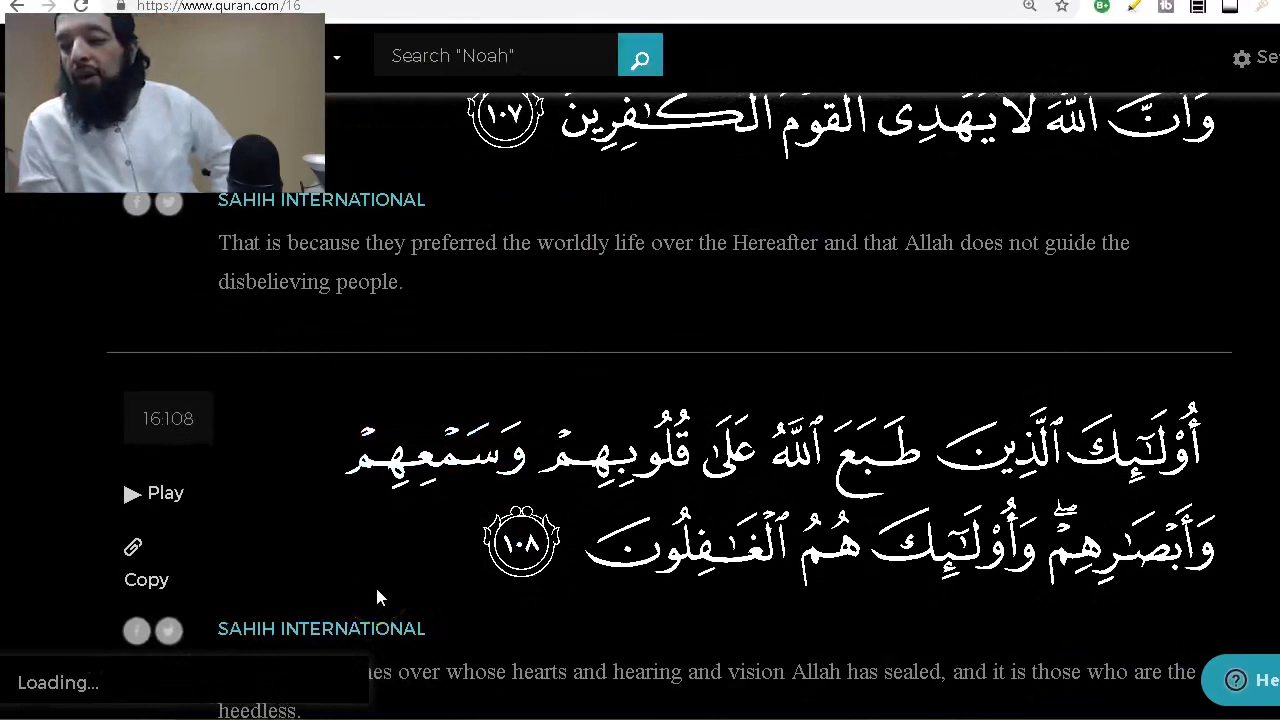 https://www.quran.com/16
Search "Noah"
وَأَنَّ ٱللَّهَ لَا يَهْدِى ٱلْقَوْمَ ٱلْكَـٰفِرِينَ ١٠٧
SAHIH INTERNATIONAL
That is because they preferred the worldly life over the Hereafter and that Allah does not guide the
disbelieving people.
16:108
أُو۟لَـٰٓئِكَ ٱلَّذِينَ طَبَعَ ٱللَّهُ عَلَىٰ قُلُوبِهِمْ وَسَمْعِهِمْ
Play
وَأَبْصَـٰرِهِمْ ۖ وَأُو۟لَـٰٓئِكَ هُمُ ٱلْغَـٰفِلُونَ ١٠٨
Copy
SAHIH INTERNATIONAL
over whose hearts and hearing and vision Allah has sealed, and it is those who are the
Loading...
heedless.